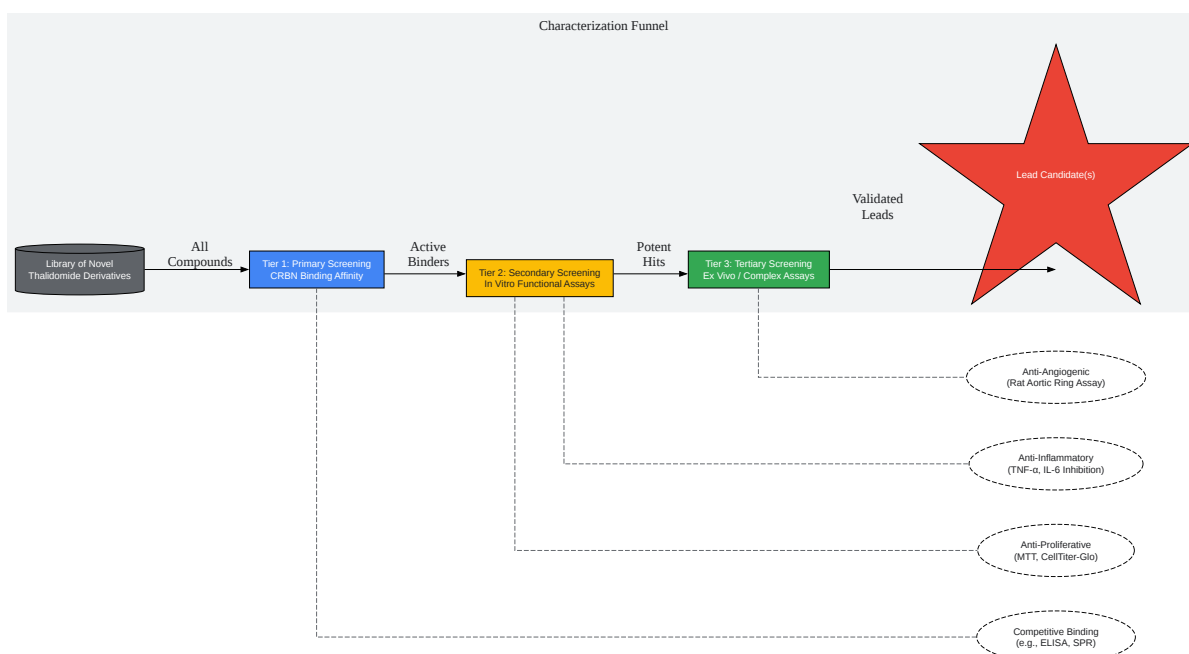 Characterization Funnel
Lead Candidate(s)
Validated
Leads
All
Compounds
Active
Binders
Potent
Hits
Library of Novel
Thalidomide Derivatives
Tier 1: Primary Screening
CRBN Binding Affinity
Tier 2: Secondary Screening
In Vitro Functional Assays
Tier 3: Tertiary Screening
Ex Vivo / Complex Assays
Anti-Angiogenic
(Rat Aortic Ring Assay)
Anti-Inflammatory
(TNF-α, IL-6 Inhibition)
Anti-Proliferative
(MTT, CellTiter-Glo)
Competitive Binding
(e.g., ELISA, SPR)